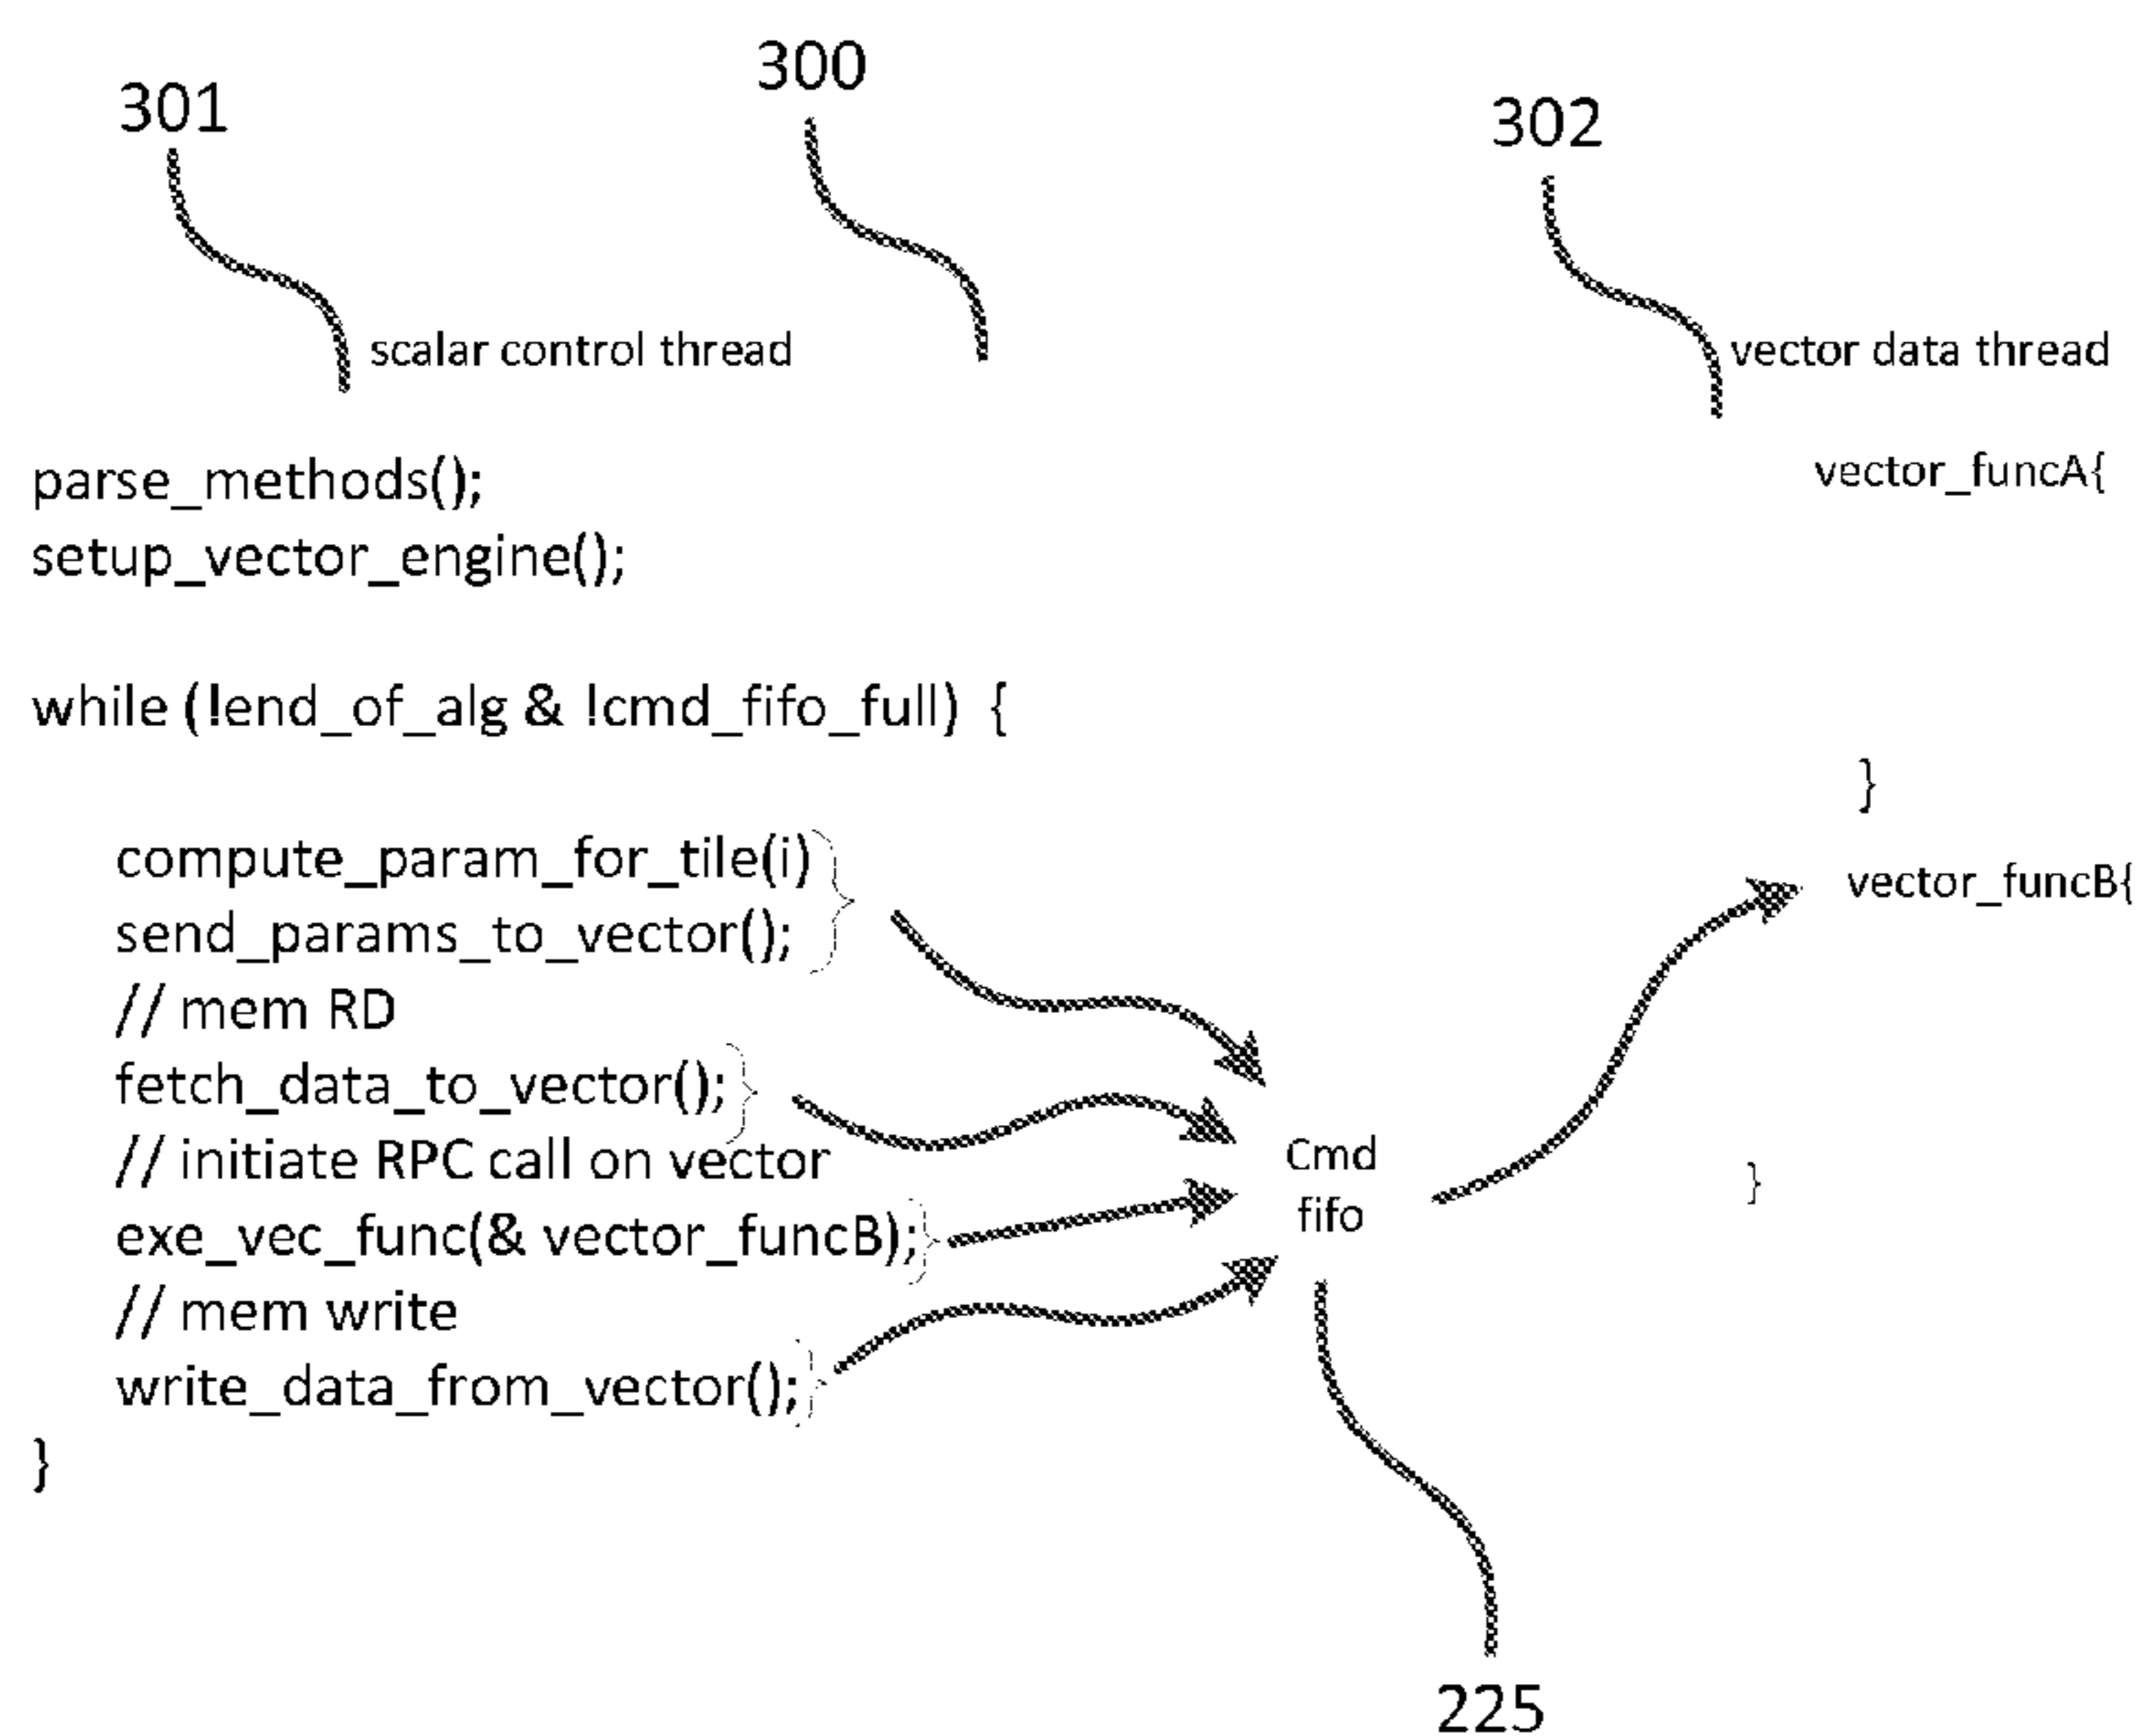 300
301
302
scalar control thread
vector data thread
parse_methods();
vector_funcA{
setup_vector_engine();
while (!end_of_alg & !cmd_fifo_full) {
}
compute_param_for_tile(i)
vector_funcB{
send_params_to_vector();
// mem RD
fetch_data_to_vector();
// initiate RPC call on vector
Cmd
fifo
}
exe_vec_func(& vector_funcB);
// mem write
write_data_from_vector();
}
225